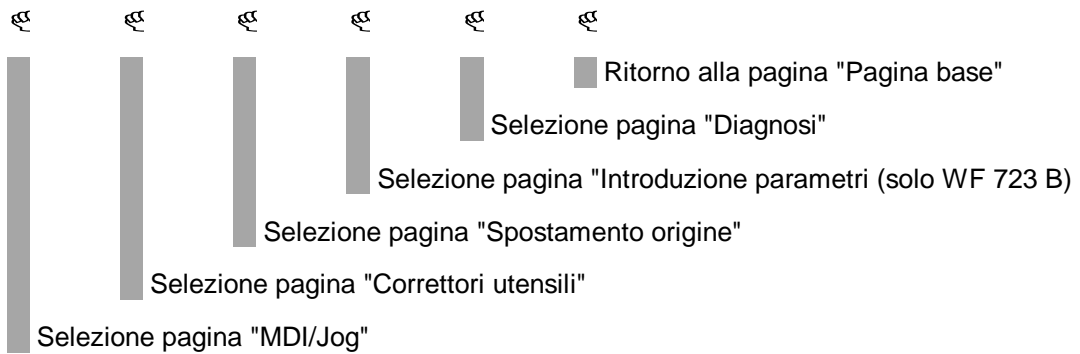 Ritorno alla pagina "Pagina base"
Selezione pagina "Diagnosi"
Selezione pagina "Introduzione parametri (solo WF 723 B)
Selezione pagina "Spostamento origine"
Selezione pagina "Correttori utensili"
Selezione pagina "MDI/Jog"